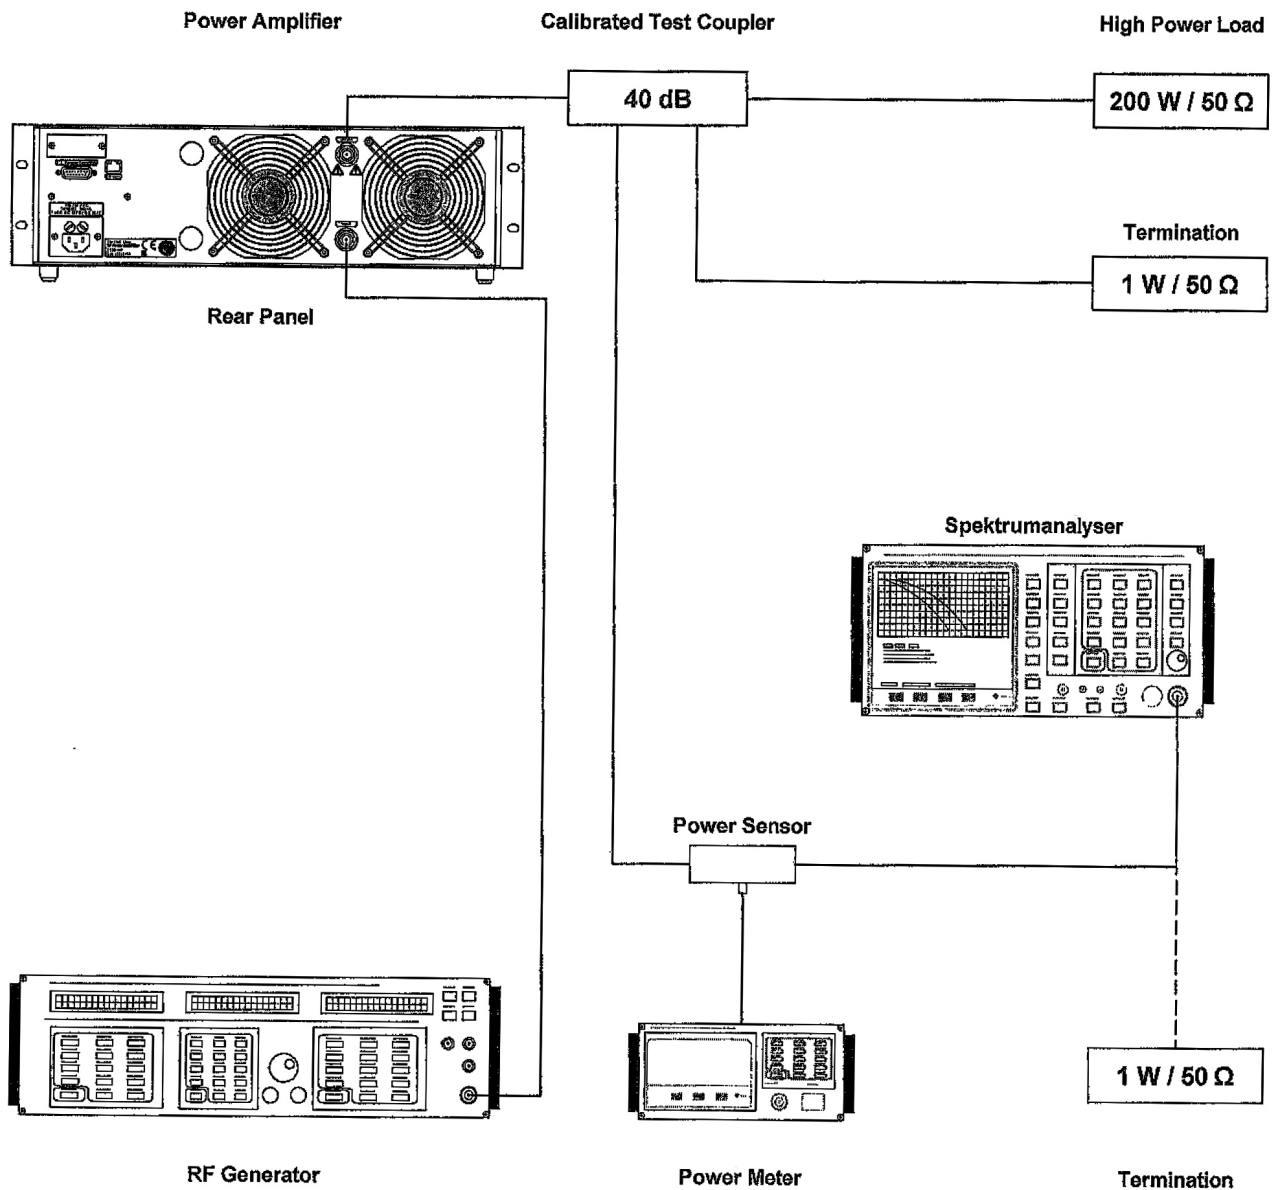 Power Amplifier
Calibrated Test Coupler
High Power Load
40 dB
200 W / 50 Ω
Termination
1 W / 50 Ω
Rear Panel
Spektrumanalyser
Power Sensor
1 W / 50 Ω
RF Generator
Power Meter
Termination